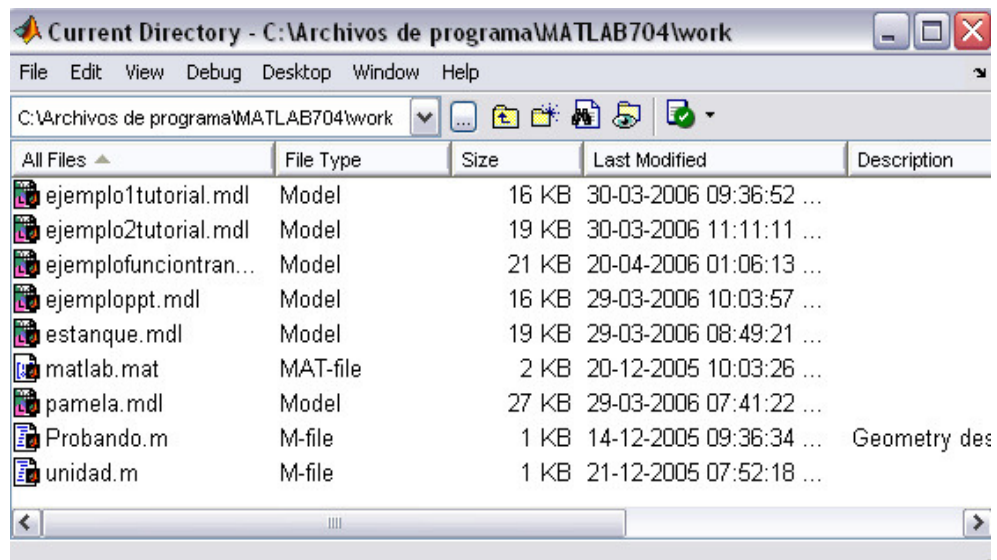 Current Directory - C:\Archivos de programa\MATLAB704\work
File Edit View Debug Desktop Window Help
C:\Archivos de programa\MATLAB704\work ...
All Files File Type Size Last Modified Description
ejemplo1tutorial.mdl Model 16 KB 30-03-2006 09:36:52 ...
ejemplo2tutorial.mdl Model 19 KB 30-03-2006 11:11:11 ...
ejemplofunciontran... Model 21 KB 20-04-2006 01:06:13 ...
ejemploppt.mdl Model 16 KB 29-03-2006 10:03:57 ...
estanque.mdl Model 19 KB 29-03-2006 08:49:21 ...
matlab.mat MAT-file 2 KB 20-12-2005 10:03:26 ...
pamela.mdl Model 27 KB 29-03-2006 07:41:22 ...
Probando.m M-file 1 KB 14-12-2005 09:36:34 ... Geometry des
unidad.m M-file 1 KB 21-12-2005 07:52:18 ...